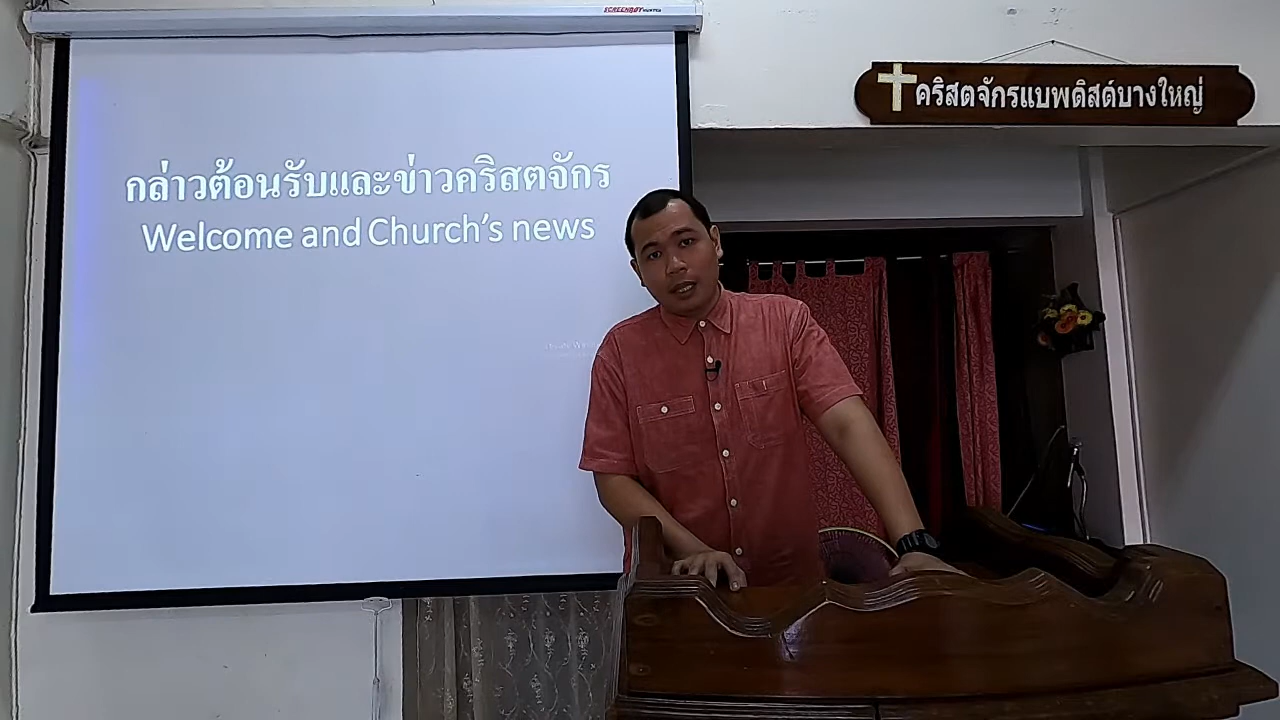 กล่าวต้อนรับและข่าวคริสตจักร
Welcome and Church's news
คริสตจักรแบพติสต์บางใหญ่